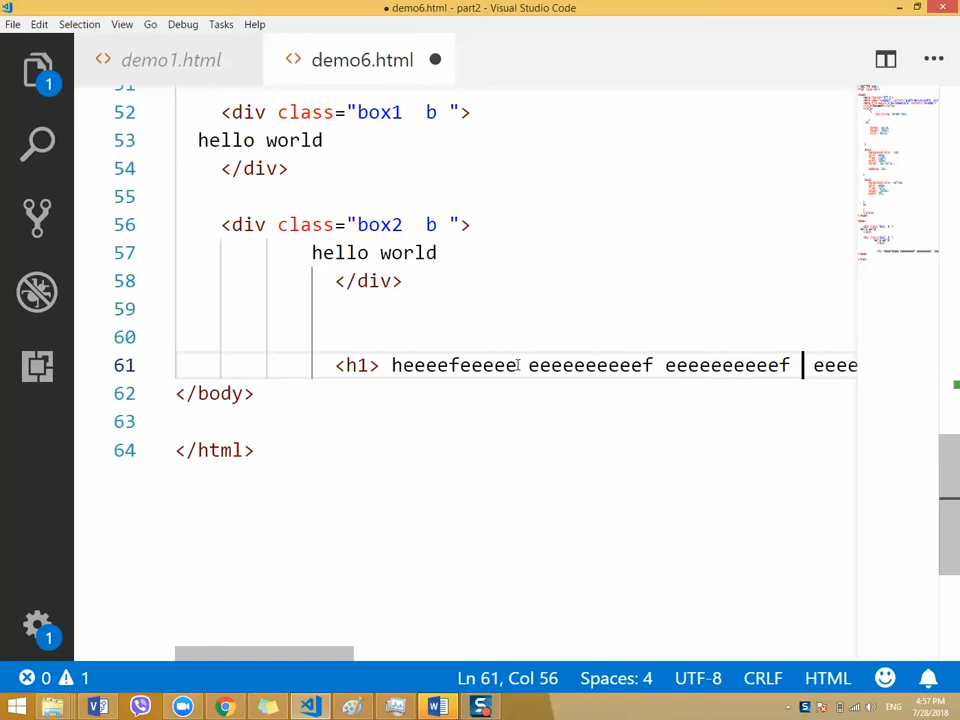 ● demo6.html - part2 - Visual Studio Code
File Edit Selection View Go Debug Tasks Help
demo1.html demo6.html
1
51
52 <div class="box1 b ">
53 hello world
54 </div>
55
56 <div class="box2 b ">
57 hello world
58 </div>
59
60
61 <h1> heeeefeeeee eeeeeeeeeef eeeeeeeeeef eeee
62 </body>
63
64 </html>
1
0 1 Ln 61, Col 56 Spaces: 4 UTF-8 CRLF HTML
ENG 4:57 PM
7/28/2018